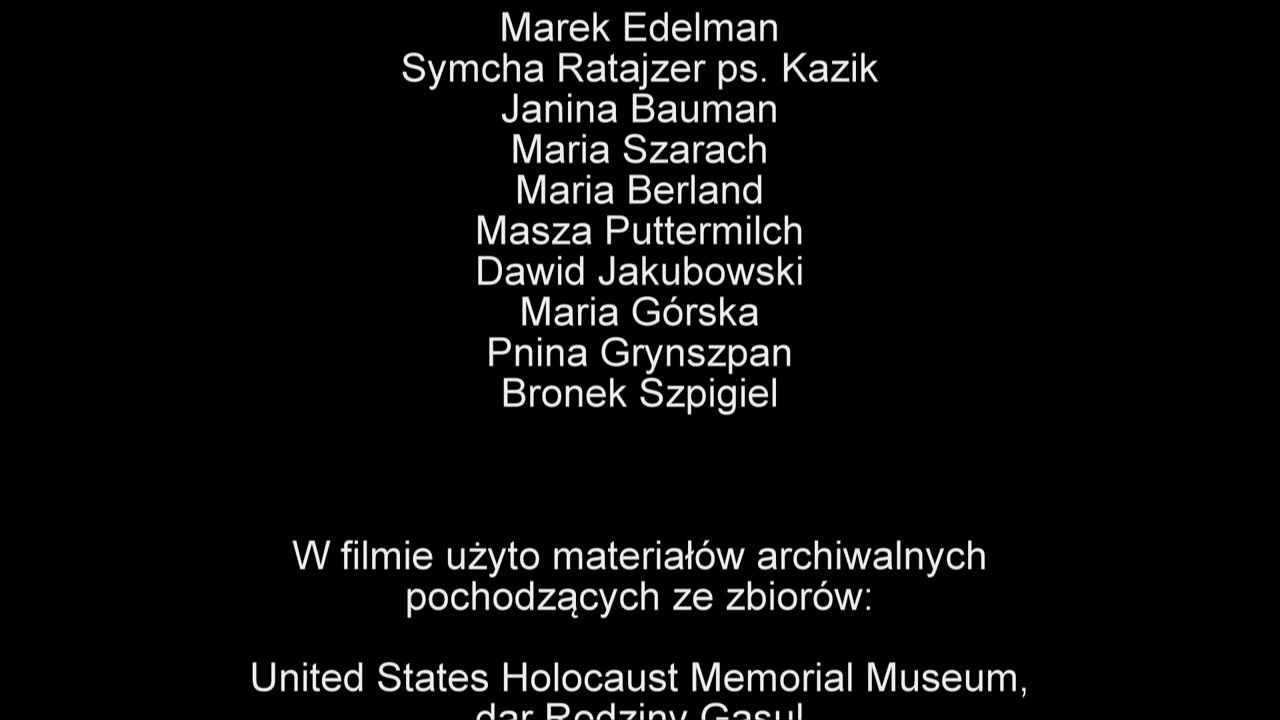 Marek Edelman
Symcha Ratajzer ps. Kazik
Janina Bauman
Maria Szarach
Maria Berland
Masza Puttermilch
Dawid Jakubowski
Maria Górska
Pnina Grynszpan
Bronek Szpigiel
W filmie użyto materiałów archiwalnych
pochodzących ze zbiorów:
United States Holocaust Memorial Museum,
dar Rodziny Gasul